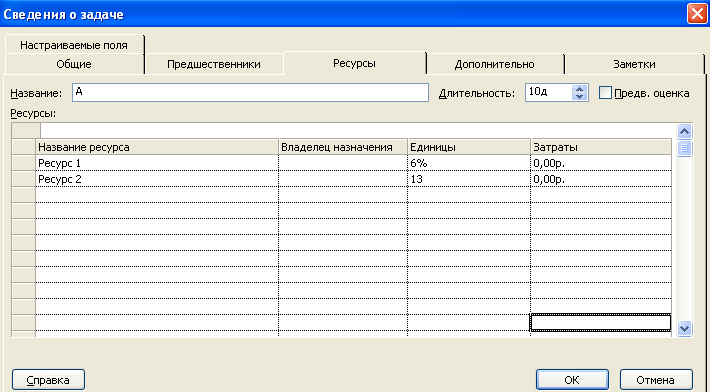 Сведения о задаче
Настраиваемые поля
Общие Предшественники Ресурсы Дополнительно Заметки
Название: А Длительность: 10д Предв. оценка
Ресурсы:
Название ресурса Владелец назначения Единицы Затраты
Ресурс 1 6% 0,00р.
Ресурс 2 13 0,00р.
Справка ОК Отмена